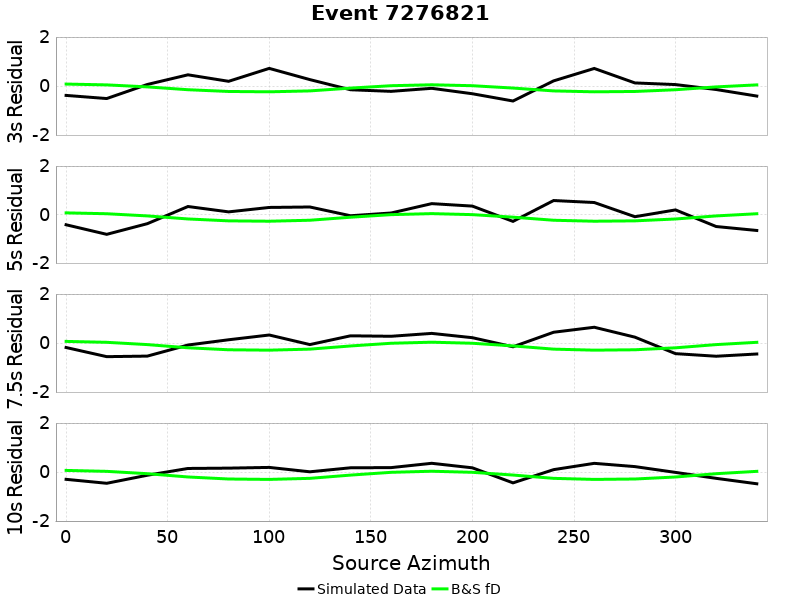 Event 7276821
3s Residual
2
0
-2
5s Residual
2
0
-2
7.5s Residual
2
0
-2
10s Residual
2
0
-2
0 50 100 150 200 250 300
Source Azimuth
Simulated Data B&S fD